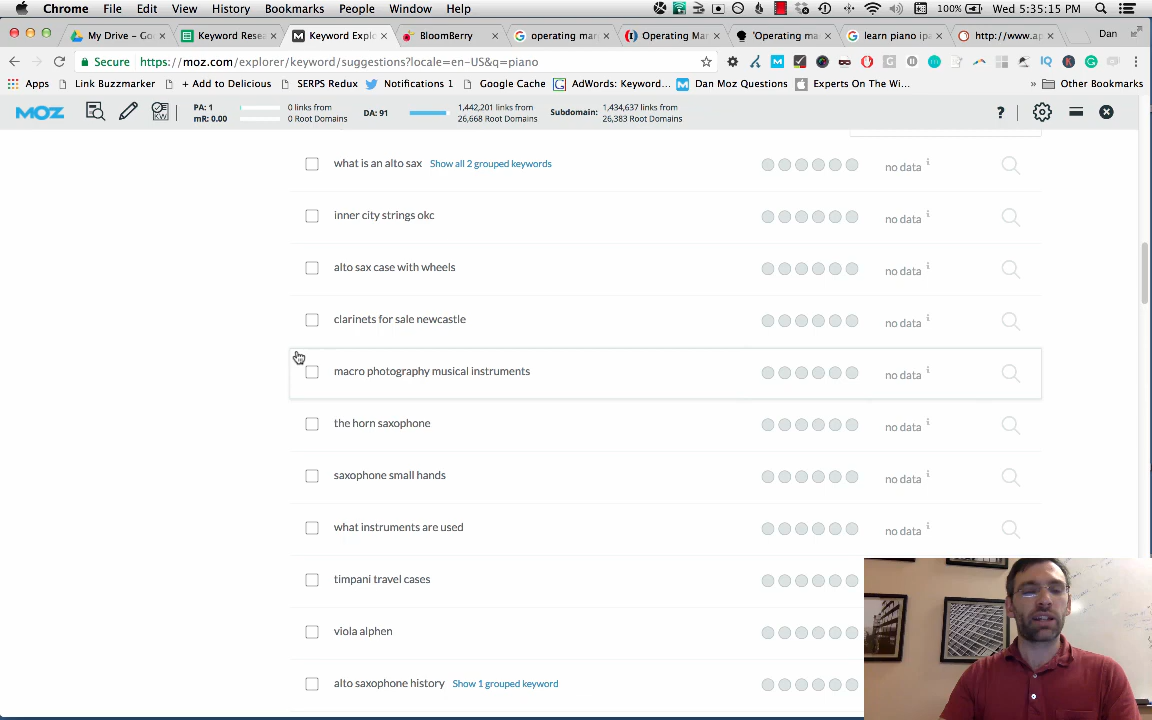 Chrome File Edit View History Bookmarks People Window Help 100% Wed May 5:35:15 PM
My Drive – Go
Keyword Resea
Keyword Explo
BloomBerry
operating marg
Operating Mar
'Operating ma
learn piano ipa
http://www.ap
Dan
Secure https://moz.com/explorer/keyword/suggestions?locale=en-US&q=piano
Apps Link Buzzmarker + Add to Delicious SERPS Redux Notifications 1 Google Cache AdWords: Keyword… Dan Moz Questions Experts On The Wi… » Other Bookmarks
MOZ
PA: 1
mR: 0.00
0 links from
0 Root Domains
DA: 91
1,442,201 links from
26,668 Root Domains
Subdomain:
1,434,637 links from
26,383 Root Domains
?
what is an alto sax Show all 2 grouped keywords no data i
inner city strings okc no data i
alto sax case with wheels no data i
clarinets for sale newcastle no data i
macro photography musical instruments no data i
the horn saxophone no data i
saxophone small hands no data i
what instruments are used no data i
timpani travel cases
viola alphen
alto saxophone history Show 1 grouped keyword